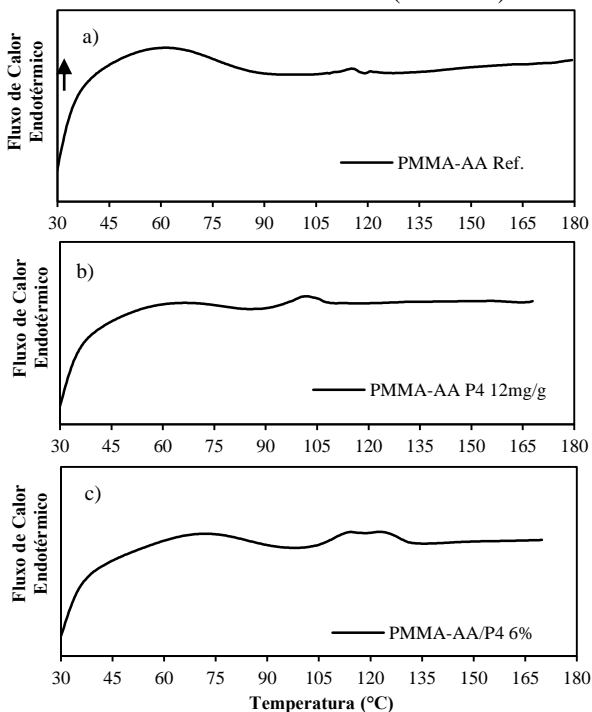 a)
Fluxo de Calor
Endotérmico
PMMA-AA Ref.
30 45 60 75 90 105 120 135 150 165 180
b)
Fluxo de Calor
Endotérmico
PMMA-AA P4 12mg/g
30 45 60 75 90 105 120 135 150 165 180
c)
Fluxo de Calor
Endotérmico
PMMA-AA/P4 6%
30 45 60 75 90 105 120 135 150 165 180
Temperatura (°C)